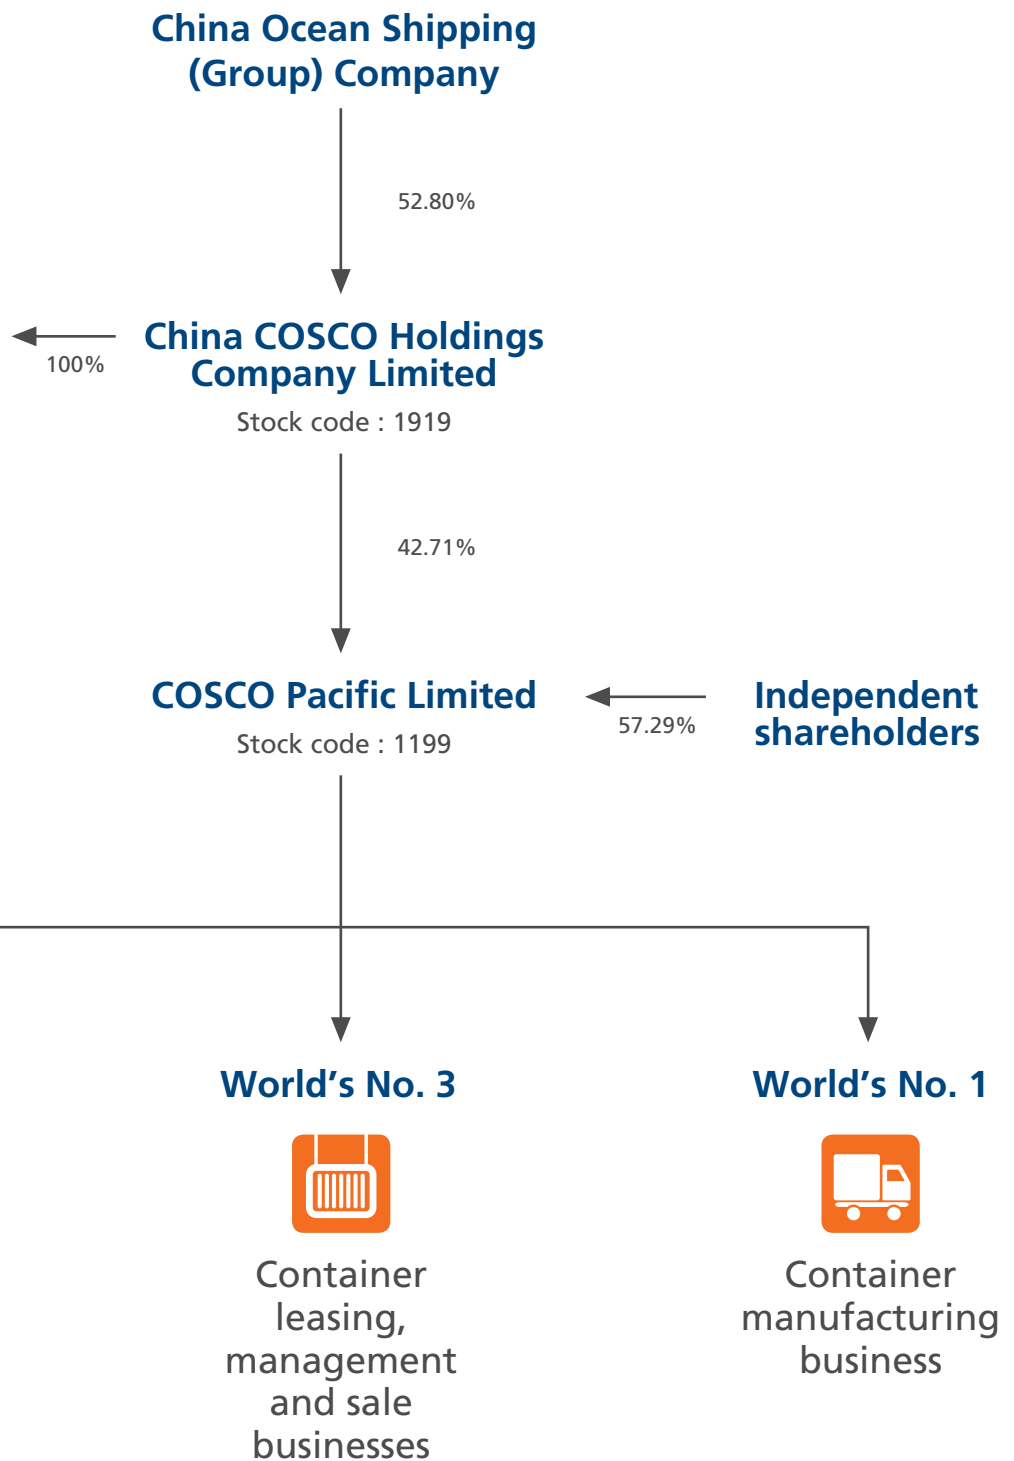 China Ocean Shipping
(Group) Company
52.80%
100%
China COSCO Holdings
Company Limited
Stock code : 1919
42.71%
COSCO Pacific Limited
Stock code : 1199
57.29%
Independent
shareholders
World's No. 3
Container
leasing,
management
and sale
businesses
World's No. 1
Container
manufacturing
business